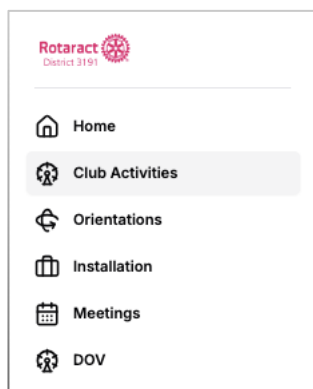 Rotaract
District 3191
Home
Club Activities
Orientations
Installation
Meetings
DOV